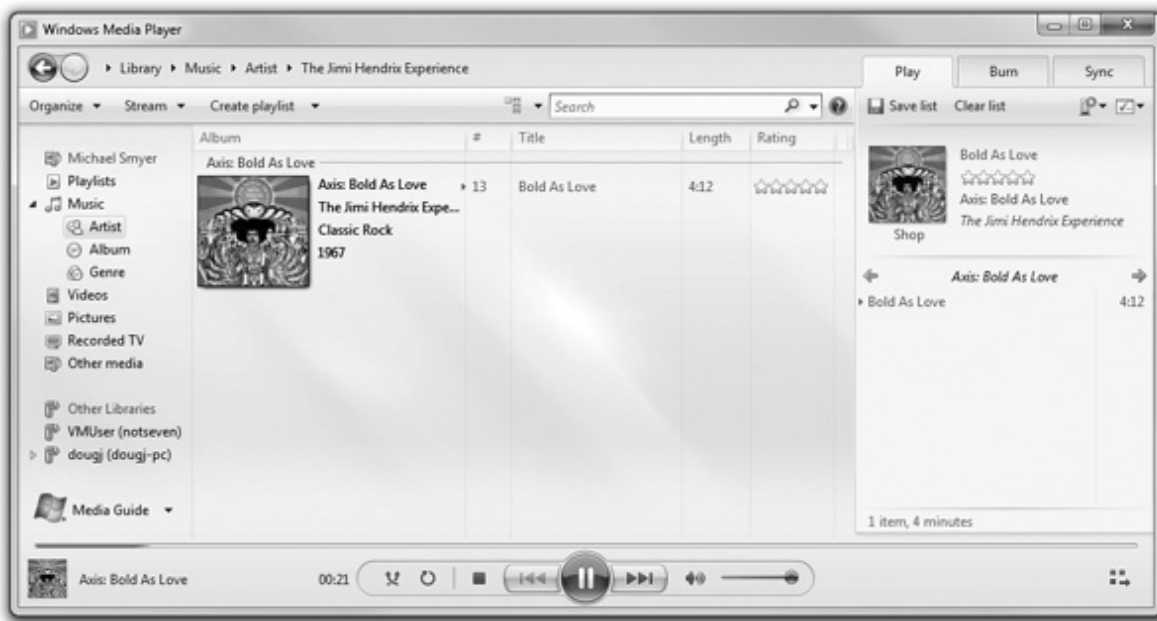 Windows Media Player
Library Music Artist The Jimi Hendrix Experience
Play Burn Sync
Organize Stream Create playlist Search
Save list Clear list
Album # Title Length Rating
Michael Smyer
Playlists
Music
Artist
Album
Genre
Videos
Pictures
Recorded TV
Other media
Other Libraries
VMUser (notseven)
dougj (dougj-pc)
Media Guide
Axis: Bold As Love
Axis: Bold As Love 13 Bold As Love 4:12
The Jimi Hendrix Expe...
Classic Rock
1967
Bold As Love
Axis: Bold As Love
The Jimi Hendrix Experience
Shop
Axis: Bold As Love
Bold As Love 4:12
1 item, 4 minutes
Axis: Bold As Love 00:21